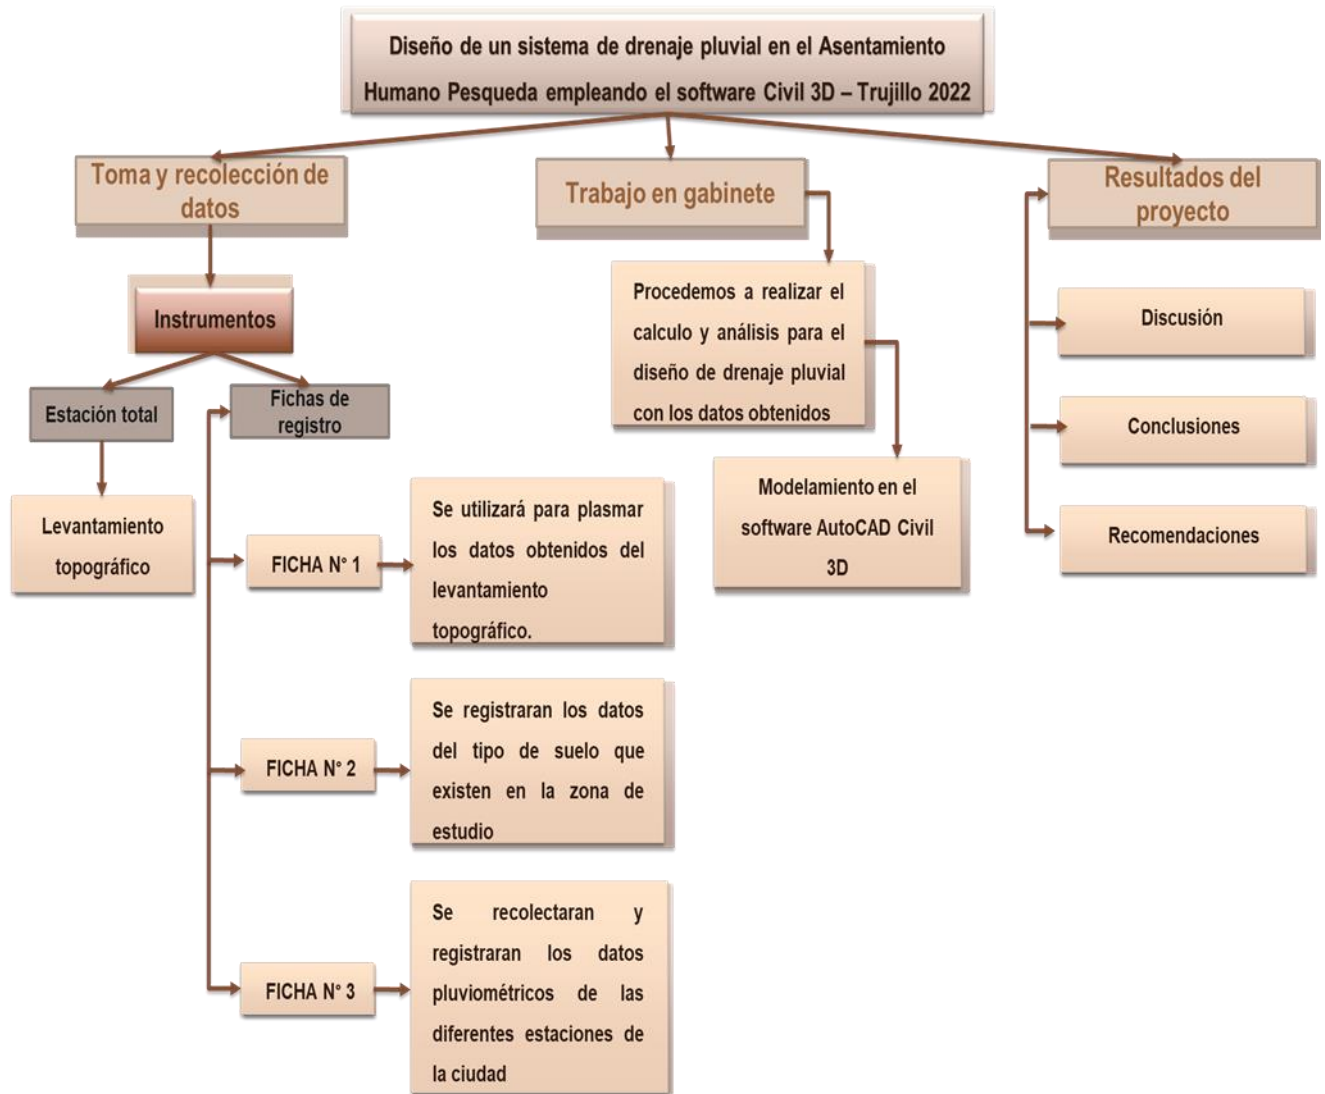 Diseño de un sistema de drenaje pluvial en el Asentamiento
Humano Pesqueda empleando el software Civil 3D – Trujillo 2022
Toma y recolección de
datos
Instrumentos
Estación total
Levantamiento
topográfico
Fichas de
registro
FICHA N° 1
Se utilizará para plasmar
los datos obtenidos del
levantamiento
topográfico.
FICHA N° 2
Se registraran los datos
del tipo de suelo que
existen en la zona de
estudio
FICHA N° 3
Se recolectaran y
registraran los datos
pluviométricos de las
diferentes estaciones de
la ciudad
Trabajo en gabinete
Procedemos a realizar el
calculo y análisis para el
diseño de drenaje pluvial
con los datos obtenidos
Modelamiento en el
software AutoCAD Civil
3D
Resultados del
proyecto
Discusión
Conclusiones
Recomendaciones